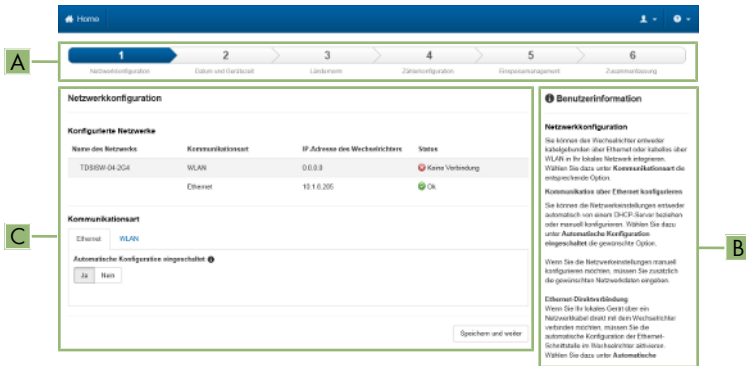 Home
A
1 2 3 4 5 6
Netzwerkkonfiguration Datum und Gerätezeit Ländernorm Zählerkonfiguration Einspeisemanagement Zusammenfassung
C
Netzwerkkonfiguration
Konfigurierte Netzwerke
Name des Netzwerks Kommunikationsart IP-Adresse des Wechselrichters Status
TDSISW-04-2G4 WLAN 0.0.0.0 Keine Verbindung
Ethernet 10.1.6.205 Ok
Kommunikationsart
Ethernet WLAN
Automatische Konfiguration eingeschaltet
Ja Nein
Speichern und weiter
B
Benutzerinformation
Netzwerkkonfiguration
Sie können den Wechselrichter entweder
kabelgebunden über Ethernet oder kabellos über
WLAN in Ihr lokales Netzwerk integrieren.
Wählen Sie dazu unter Kommunikationsart die
entsprechende Option.
Kommunikation über Ethernet konfigurieren
Sie können die Netzwerkeinstellungen entweder
automatisch von einem DHCP-Server beziehen
oder manuell konfigurieren. Wählen Sie dazu
unter Automatische Konfiguration
eingeschaltet die gewünschte Option.
Wenn Sie die Netzwerkeinstellungen manuell
konfigurieren möchten, müssen Sie zusätzlich
die gewünschten Netzwerkdaten eingeben.
Ethernet-Direktverbindung
Wenn Sie Ihr lokales Gerät über ein
Netzwerkkabel direkt mit dem Wechselrichter
verbinden möchten, müssen Sie die
automatische Konfiguration der Ethernet-
Schnittstelle im Wechselrichter aktivieren.
Wählen Sie dazu unter Automatische